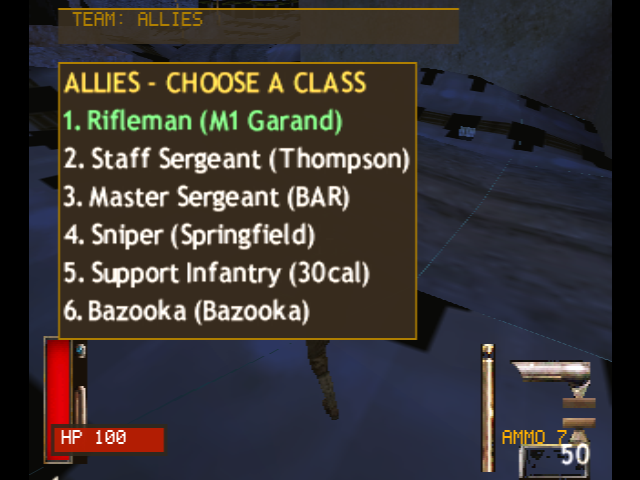 TEAM: ALLIES
ALLIES - CHOOSE A CLASS
1. Rifleman (M1 Garand)
2. Staff Sergeant (Thompson)
3. Master Sergeant (BAR)
4. Sniper (Springfield)
5. Support Infantry (30cal)
6. Bazooka (Bazooka)
HP 100
AMMO 7
50